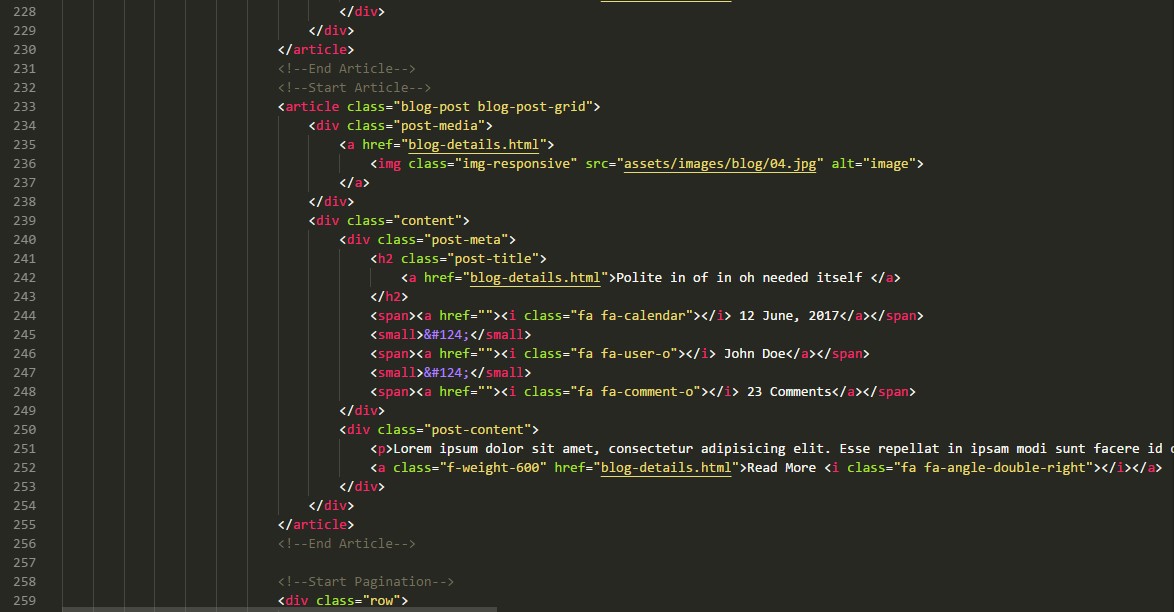 228 </div>
229 </div>
230 </article>
231 <!--End Article-->
232 <!--Start Article-->
233 <article class="blog-post blog-post-grid">
234 <div class="post-media">
235 <a href="blog-details.html">
236 <img class="img-responsive" src="assets/images/blog/04.jpg" alt="image">
237 </a>
238 </div>
239 <div class="content">
240 <div class="post-meta">
241 <h2 class="post-title">
242 <a href="blog-details.html">Polite in of in oh needed itself </a>
243 </h2>
244 <span><a href=""><i class="fa fa-calendar"></i> 12 June, 2017</a></span>
245 <small>&#124;</small>
246 <span><a href=""><i class="fa fa-user-o"></i> John Doe</a></span>
247 <small>&#124;</small>
248 <span><a href=""><i class="fa fa-comment-o"></i> 23 Comments</a></span>
249 </div>
250 <div class="post-content">
251 <p>Lorem ipsum dolor sit amet, consectetur adipisicing elit. Esse repellat in ipsam modi sunt facere id
252 <a class="f-weight-600" href="blog-details.html">Read More <i class="fa fa-angle-double-right"></i></a>
253 </div>
254 </div>
255 </article>
256 <!--End Article-->
257
258 <!--Start Pagination-->
259 <div class="row">